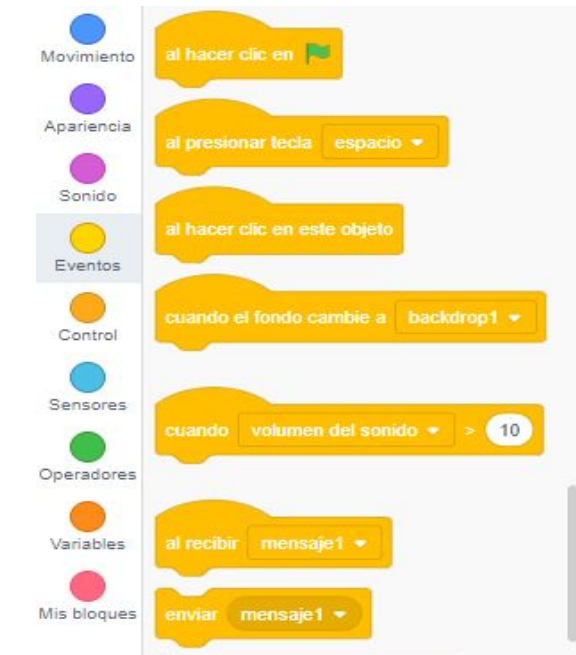 Movimiento
Apariencia
Sonido
Eventos
Control
Sensores
Operadores
Variables
Mis bloques
al hacer clic en
al presionar tecla espacio
al hacer clic en este objeto
cuando el fondo cambie a backdrop1
cuando volumen del sonido > 10
al recibir mensaje1
enviar mensaje1